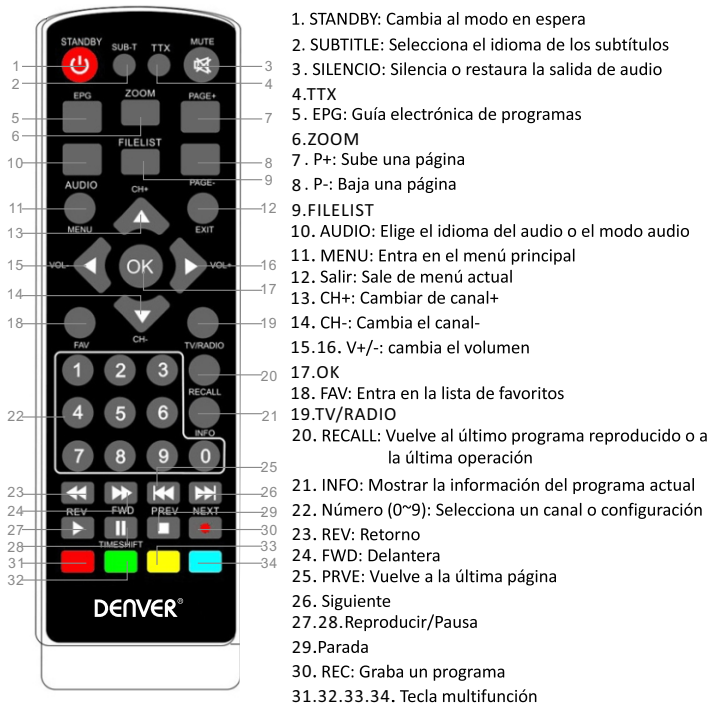 STANDBY
SUB-T
TTX
MUTE
1
2
3
4
EPG
ZOOM
PAGE+
5
6
7
FILELIST
10
8
9
AUDIO
CH+
PAGE-
11
12
MENU
EXIT
13
VOL-
OK
VOL+
15
16
17
14
18
19
FAV
CH-
TV/RADIO
1 2 3
20
RECALL
4 5 6
22
21
INFO
7 8 9 0
25
23
26
24
REV
FWD
PREV
NEXT
29
27
30
28
TIMESHIFT
33
31
34
32
DENVER®
1. STANDBY: Cambia al modo en espera
2. SUBTITLE: Selecciona el idioma de los subtítulos
3. SILENCIO: Silencia o restaura la salida de audio
4.TTX
5. EPG: Guía electrónica de programas
6.ZOOM
7. P+: Sube una página
8. P-: Baja una página
9.FILELIST
10. AUDIO: Elige el idioma del audio o el modo audio
11. MENU: Entra en el menú principal
12. Salir: Sale de menú actual
13. CH+: Cambiar de canal+
14. CH-: Cambia el canal-
15.16. V+/-: cambia el volumen
17.OK
18. FAV: Entra en la lista de favoritos
19.TV/RADIO
20. RECALL: Vuelve al último programa reproducido o a
la última operación
21. INFO: Mostrar la información del programa actual
22. Número (0~9): Selecciona un canal o configuración
23. REV: Retorno
24. FWD: Delantera
25. PRVE: Vuelve a la última página
26. Siguiente
27.28.Reproducir/Pausa
29.Parada
30. REC: Graba un programa
31.32.33.34. Tecla multifunción